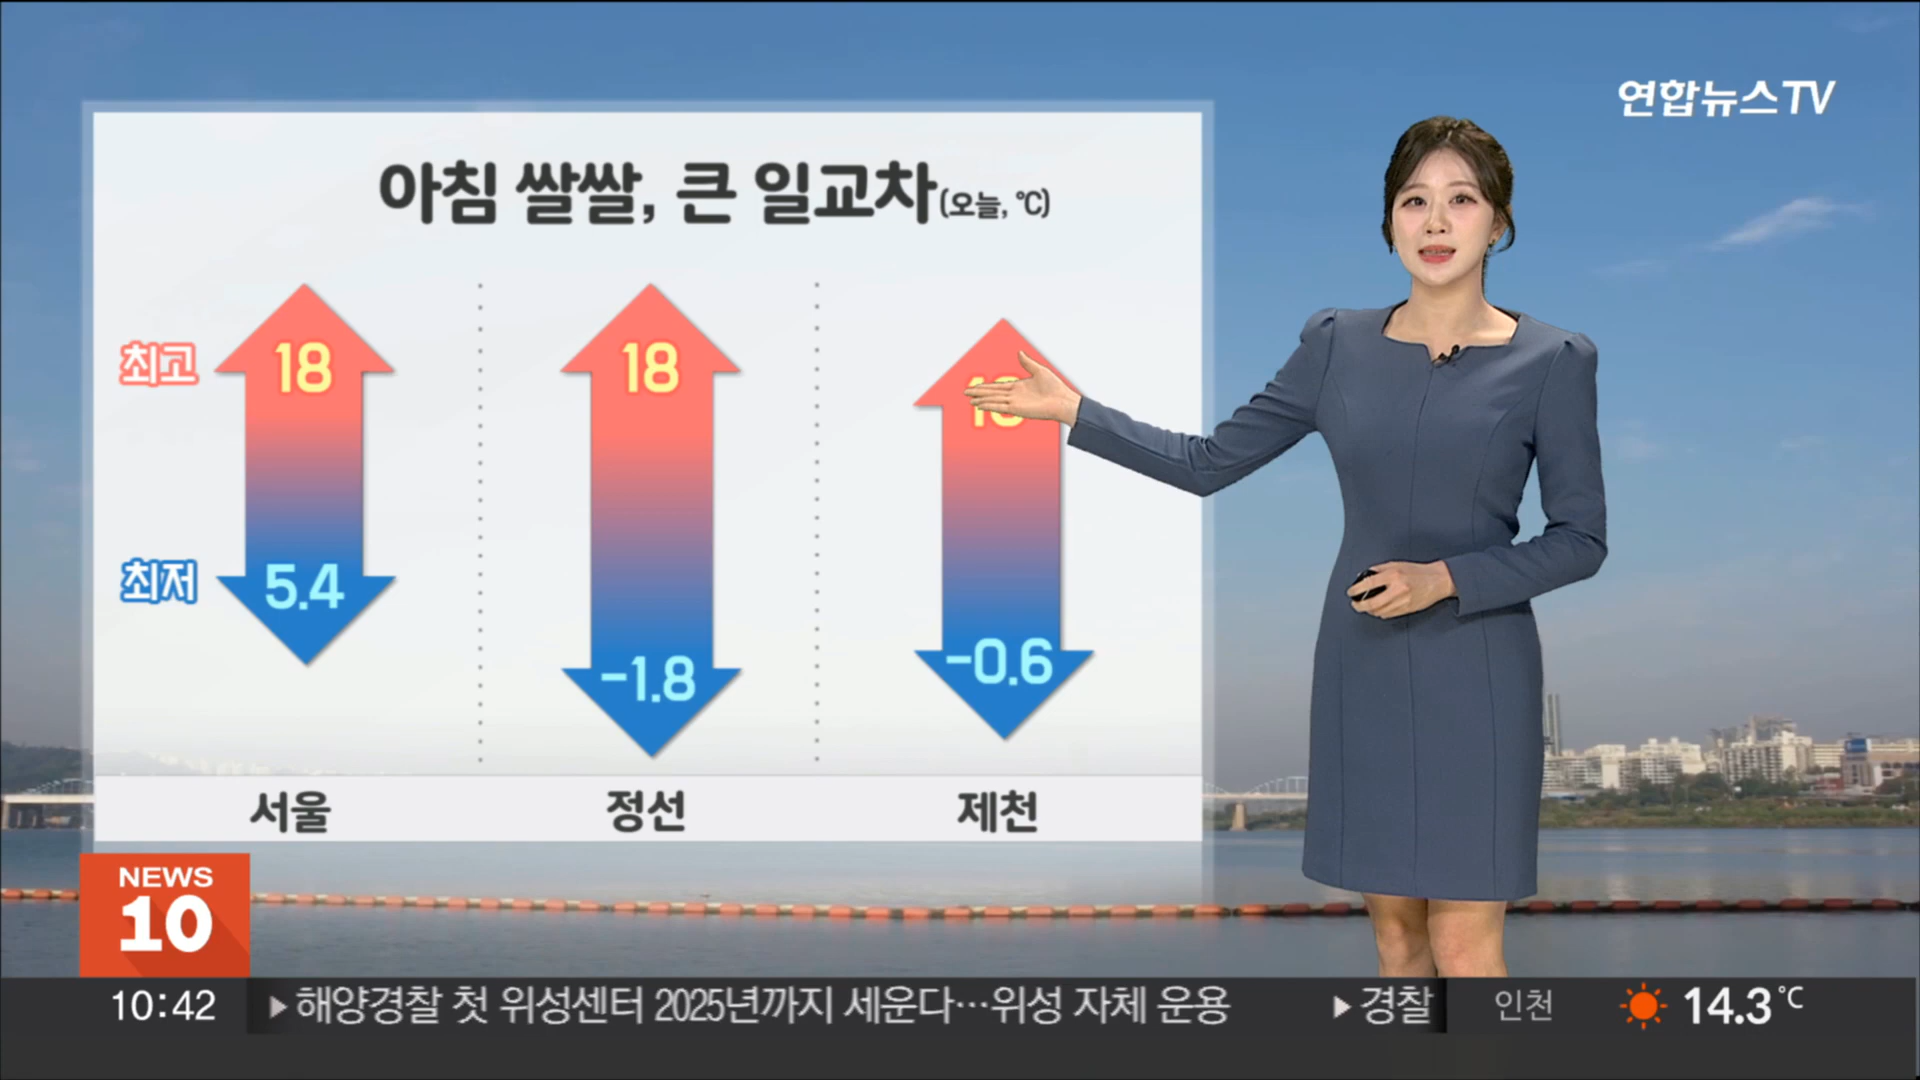 연합뉴스TV
아침 쌀쌀, 큰 일교차(오늘, ℃)
최고
18
18
최저
5.4
-1.8
-0.6
서울
정선
제천
NEWS
10
10:42
▶해양경찰 첫 위성센터 2025년까지 세운다…위성 자체 운용
▶경찰
인천
14.3℃